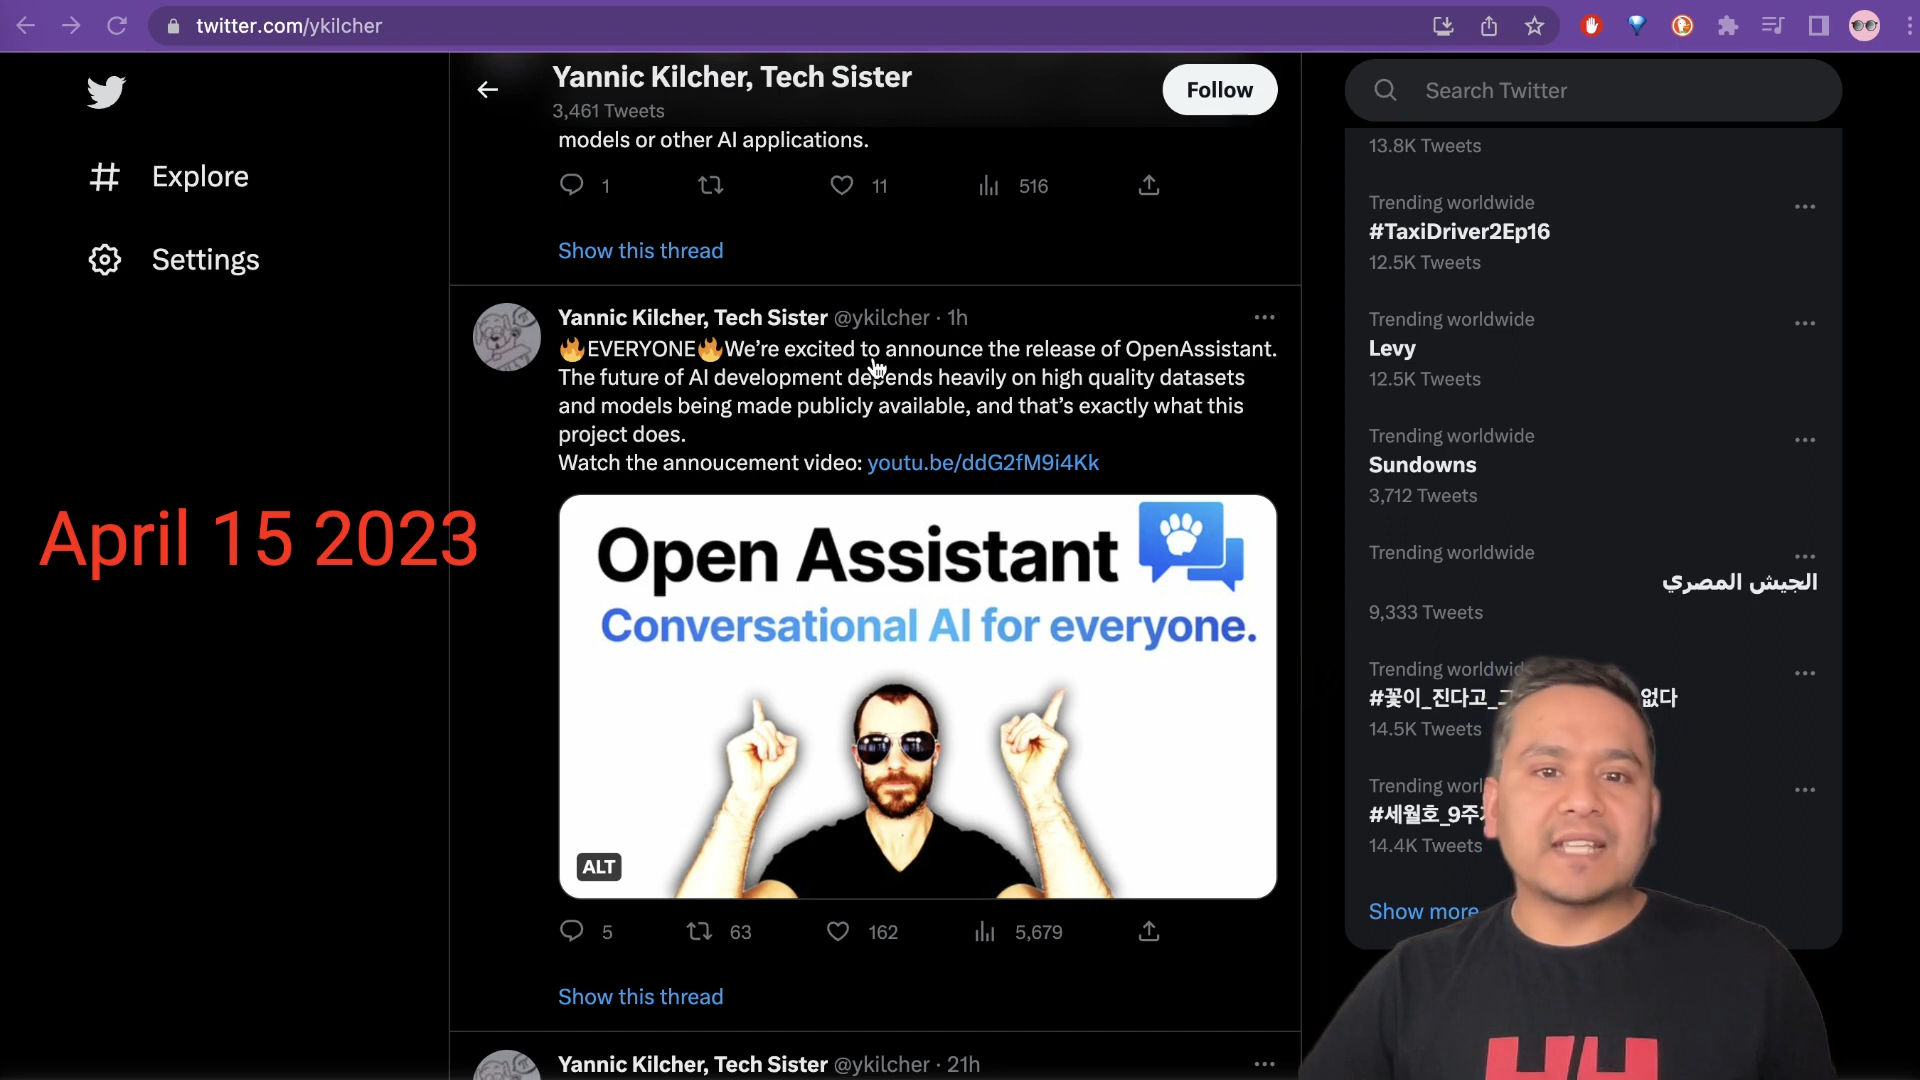 twitter.com/ykilcher
Explore
Settings
Yannic Kilcher, Tech Sister
3,461 Tweets
Follow
models or other AI applications.
1 11 516
Show this thread
Yannic Kilcher, Tech Sister @ykilcher · 1h
🔥EVERYONE🔥We’re excited to announce the release of OpenAssistant.
The future of AI development depends heavily on high quality datasets
and models being made publicly available, and that’s exactly what this
project does.
Watch the annoucement video: youtu.be/ddG2fM9i4Kk
April 15 2023
Open Assistant
Conversational AI for everyone.
ALT
5 63 162 5,679
Show this thread
Yannic Kilcher, Tech Sister @ykilcher · 21h
Search Twitter
13.8K Tweets
Trending worldwide
#TaxiDriver2Ep16
12.5K Tweets
Trending worldwide
Levy
12.5K Tweets
Trending worldwide
Sundowns
3,712 Tweets
Trending worldwide
الجيش المصري
9,333 Tweets
Trending
#꽃이_진다고_ 없다
14.5K Tweets
Trending
#세월호_9주
14.4K Tweets
Show more